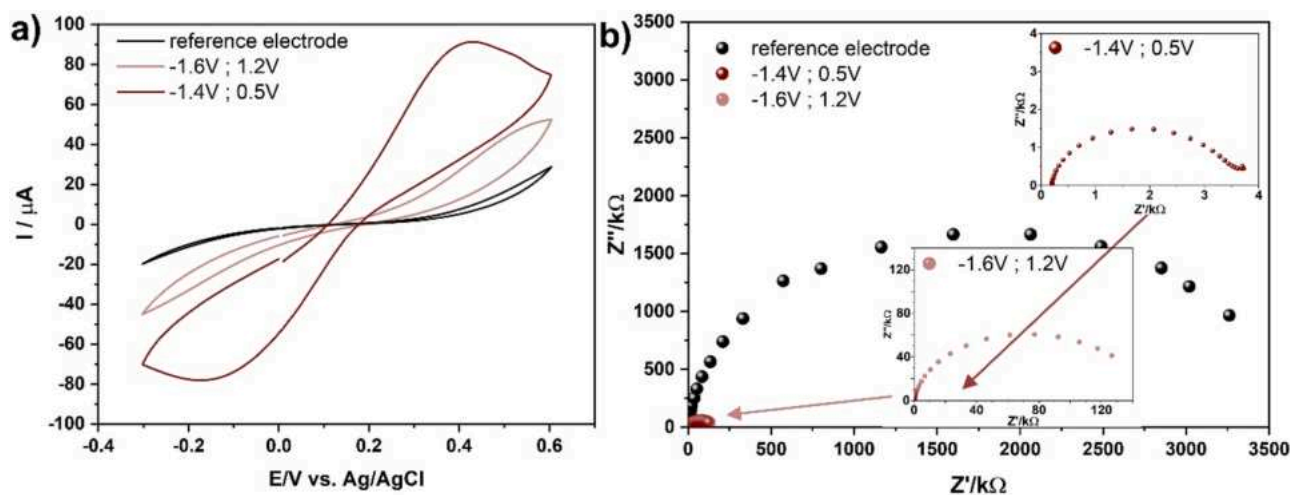 a)
reference electrode
-1.6V ; 1.2V
-1.4V ; 0.5V
I / μA
100
80
60
40
20
0
-20
-40
-60
-80
-100
-0.4 -0.2 0.0 0.2 0.4 0.6
E/V vs. Ag/AgCl
b)
reference electrode
-1.4V ; 0.5V
-1.6V ; 1.2V
Z''/kΩ
3500
3000
2500
2000
1500
1000
500
0
0 500 1000 1500 2000 2500 3000 3500
Z'/kΩ
-1.4V ; 0.5V
Z''/kΩ
4
3
2
1
0
0 1 2 3 4
Z'/kΩ
-1.6V ; 1.2V
Z''/kΩ
120
80
40
0
0 40 80 120
Z'/kΩ